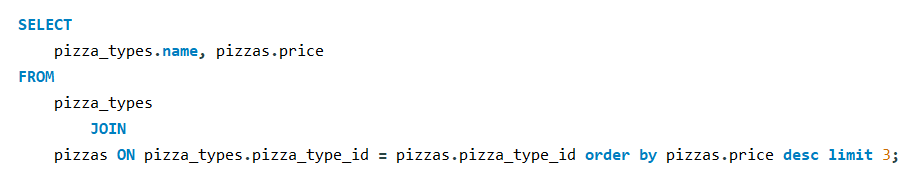 SELECT
pizza_types.name, pizzas.price
FROM
pizza_types
JOIN
pizzas ON pizza_types.pizza_type_id = pizzas.pizza_type_id order by pizzas.price desc limit 3;